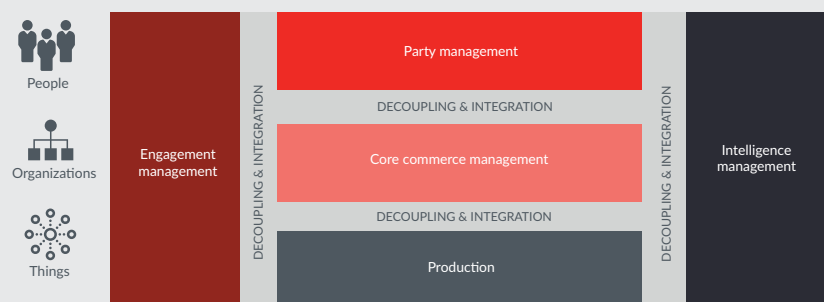 People
Organizations
Things
Engagement
management
DECOUPLING & INTEGRATION
Party management
DECOUPLING & INTEGRATION
Core commerce management
DECOUPLING & INTEGRATION
Production
DECOUPLING & INTEGRATION
Intelligence
management